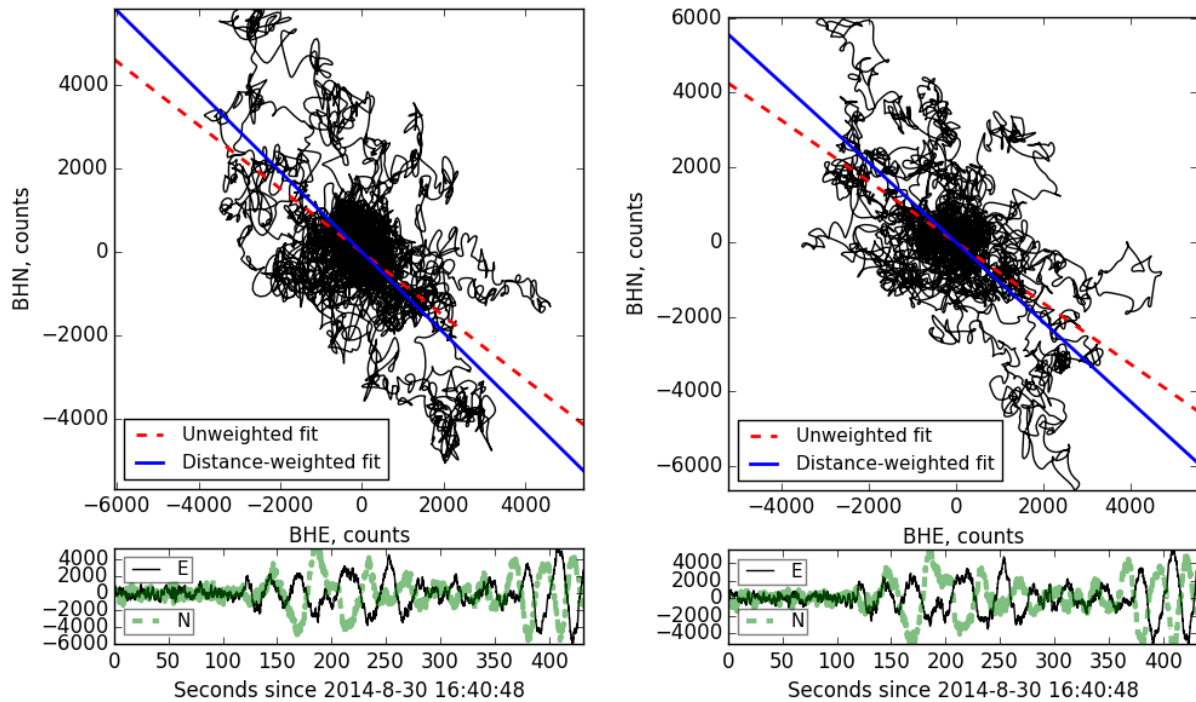 4000
2000
0
−2000
−4000
BHN, counts
Unweighted fit
Distance-weighted fit
−6000 −4000 −2000 0 2000 4000
BHE, counts
4000
2000
0
−2000
−4000
−6000
E
N
0 50 100 150 200 250 300 350 400
Seconds since 2014-8-30 16:40:48
6000
4000
2000
0
−2000
−4000
−6000
BHN, counts
Unweighted fit
Distance-weighted fit
−4000 −2000 0 2000 4000
BHE, counts
4000
2000
0
−2000
−4000
E
N
0 50 100 150 200 250 300 350 400
Seconds since 2014-8-30 16:40:48